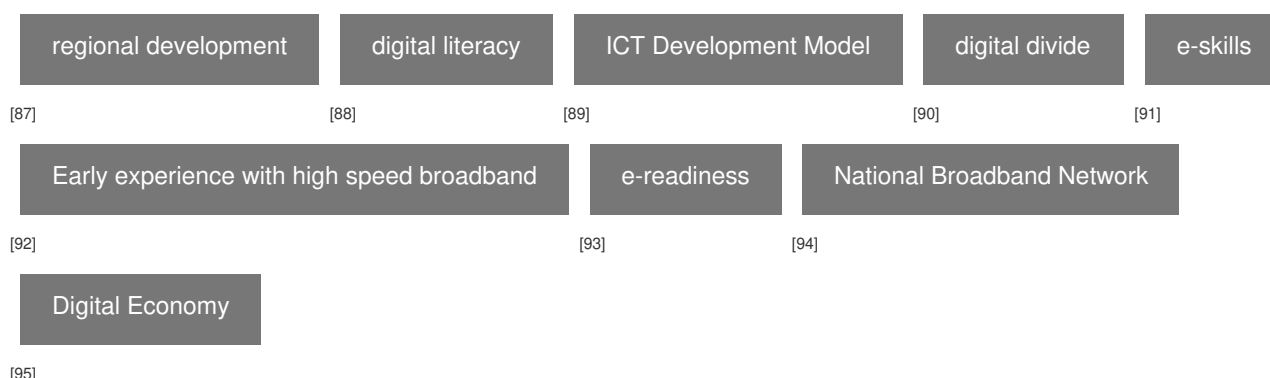 regional development digital literacy ICT Development Model digital divide e-skills
[87] [88] [89] [90] [91]
Early experience with high speed broadband e-readiness National Broadband Network
[92] [93] [94]
Digital Economy
[95]